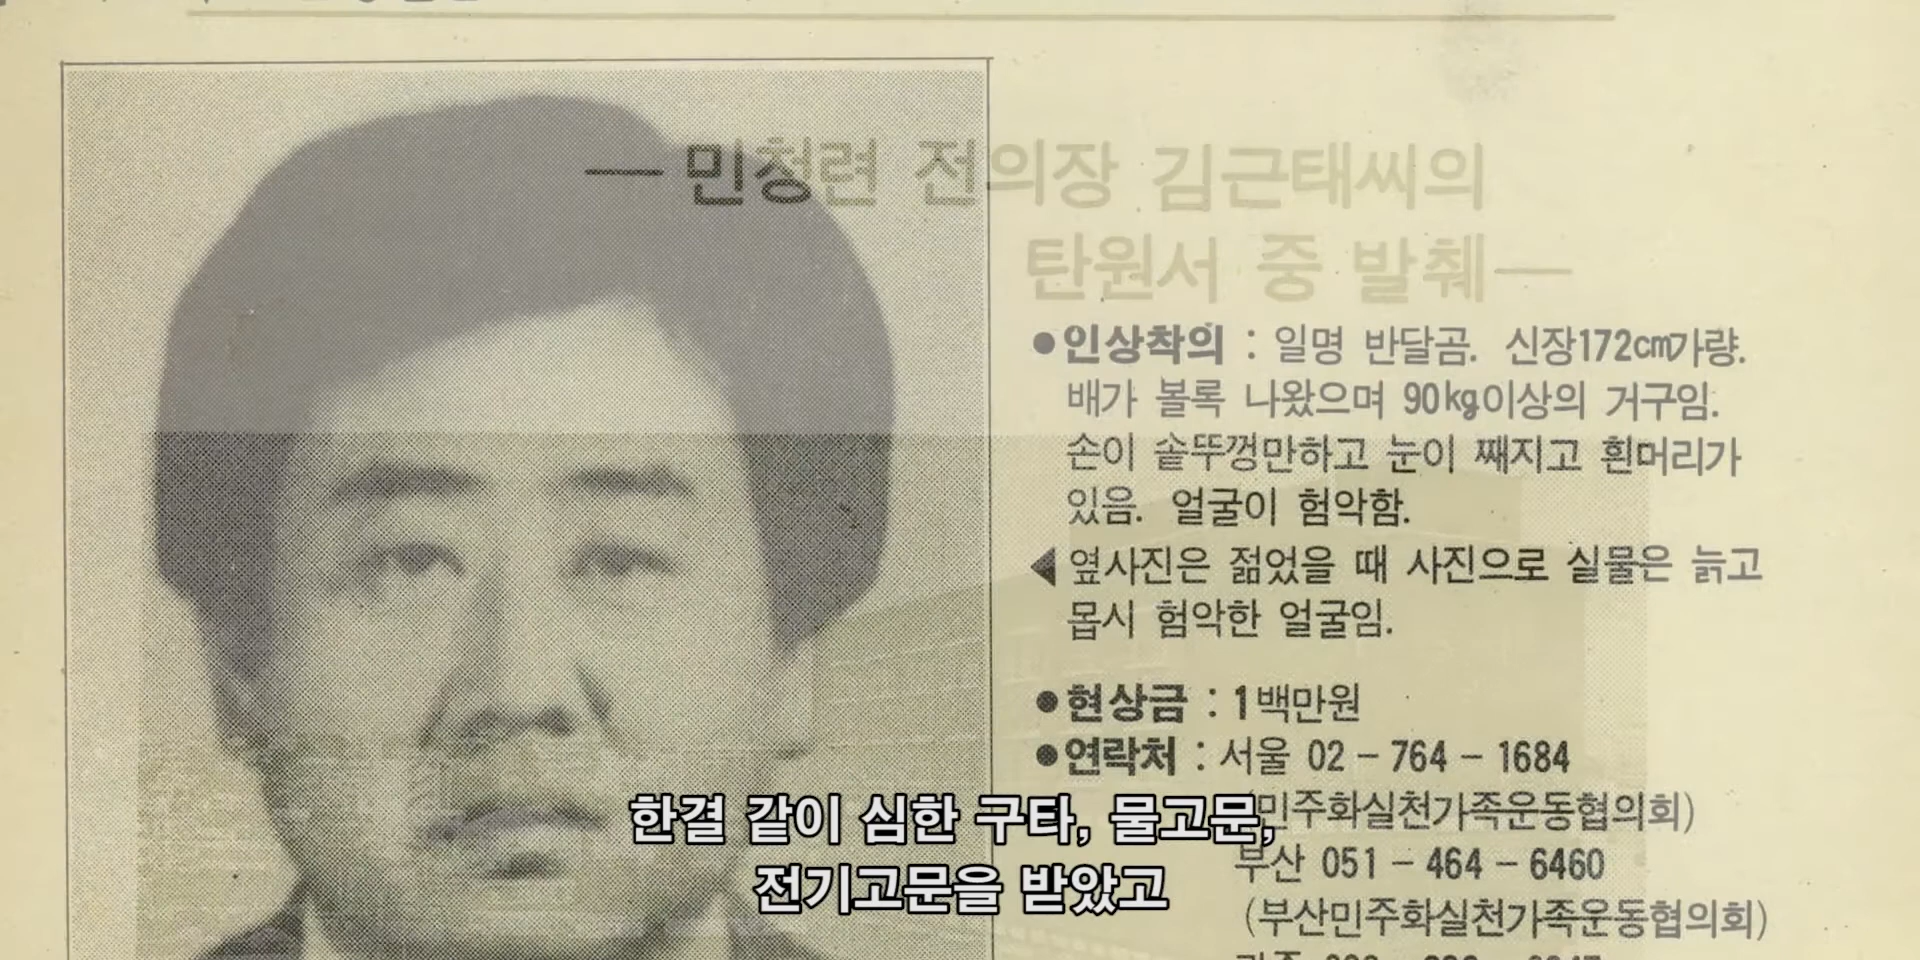 — 민청련 전의장 김근태씨의
탄원서 중 발췌 —
●인상착의 : 일명 반달곰. 신장172cm가량.
배가 볼록 나왔으며 90kg이상의 거구임.
손이 솥뚜껑만하고 눈이 째지고 흰머리가
있음. 얼굴이 험악함.
◀ 옆사진은 젊었을 때 사진으로 실물은 늙고
몹시 험악한 얼굴임.
●현상금 : 1백만원
●연락처 : 서울 02 – 764 – 1684
(민주화실천가족운동협의회)
부산 051 – 464 – 6460
(부산민주화실천가족운동협의회)
한결 같이 심한 구타, 물고문,
전기고문을 받았고